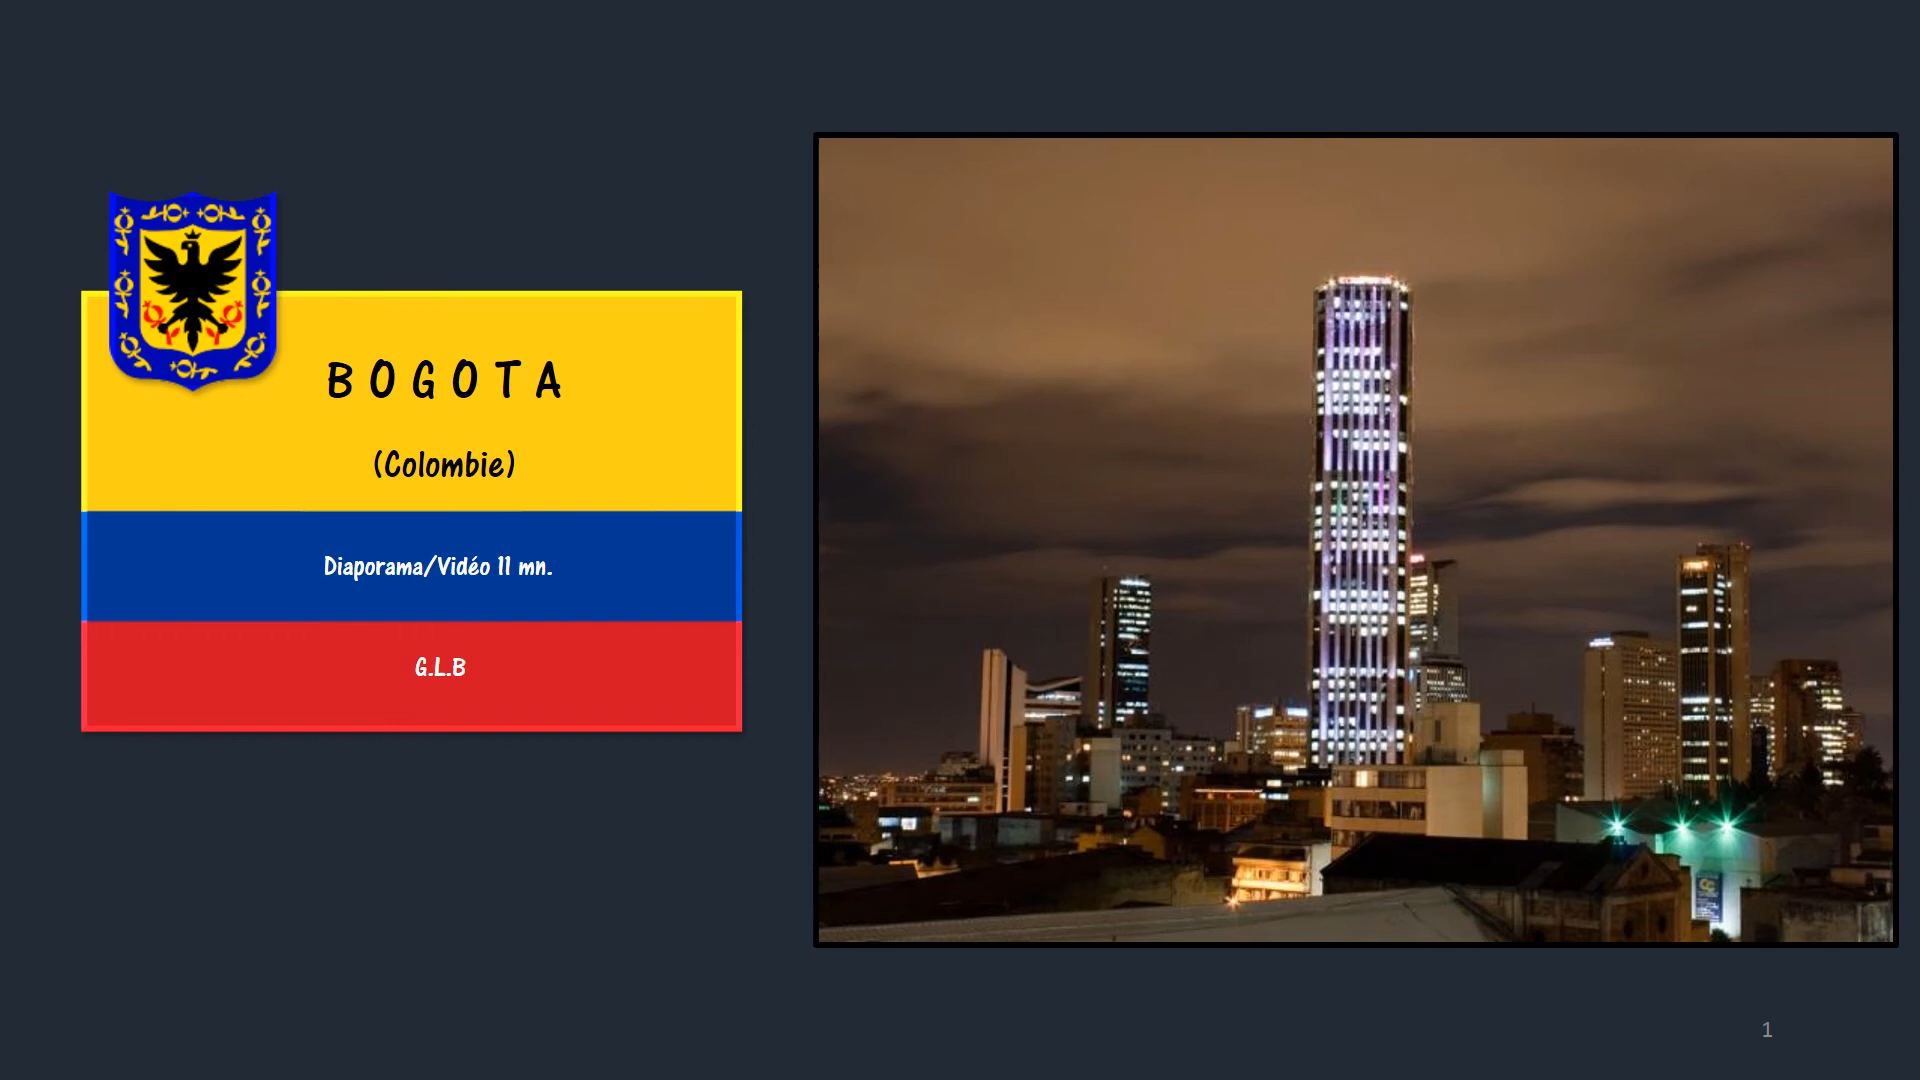 B O G O T A
(Colombie)
Diaporama/Vidéo 11 mn.
G.L.B
1